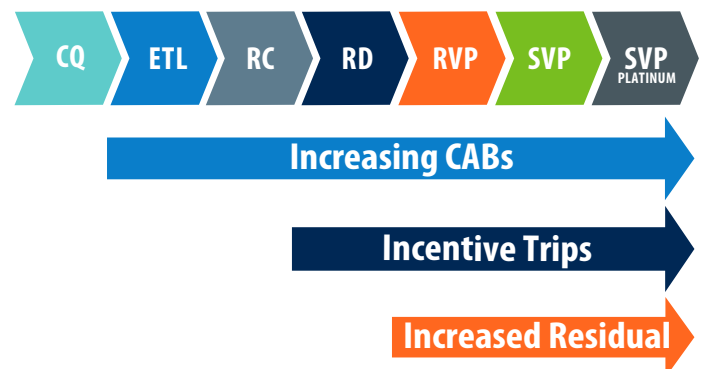 CQ
ETL
RC
RD
RVP
SVP
SVP
PLATINUM
Increasing CABs
Incentive Trips
Increased Residual